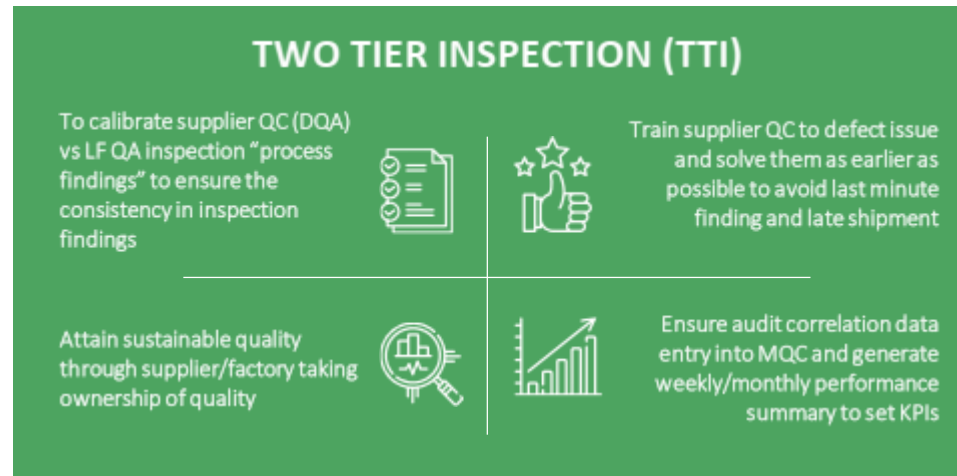 TWO TIER INSPECTION (TTI)
To calibrate supplier QC (DQA)
vs LF QA inspection “process
findings” to ensure the
consistency in inspection
findings
Train supplier QC to defect issue
and solve them as earlier as
possible to avoid last minute
finding and late shipment
Attain sustainable quality
through supplier/factory taking
ownership of quality
Ensure audit correlation data
entry into MQC and generate
weekly/monthly performance
summary to set KPIs